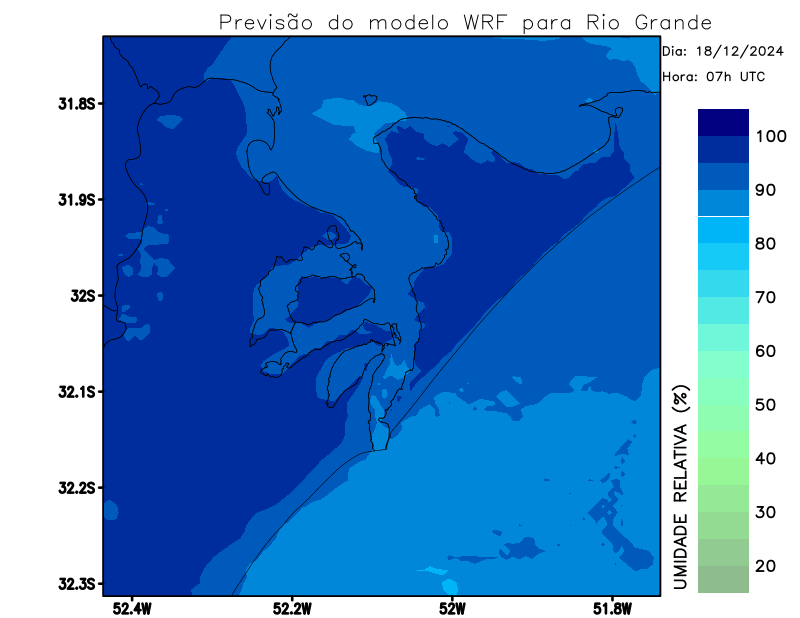 Previsão do modelo WRF para Rio Grande
Dia: 18/12/2024
Hora: 07h UTC
31.8S
31.9S
32S
32.1S
32.2S
32.3S
52.4W
52.2W
52W
51.8W
100
90
80
70
60
50
40
30
20
UMIDADE RELATIVA (%)